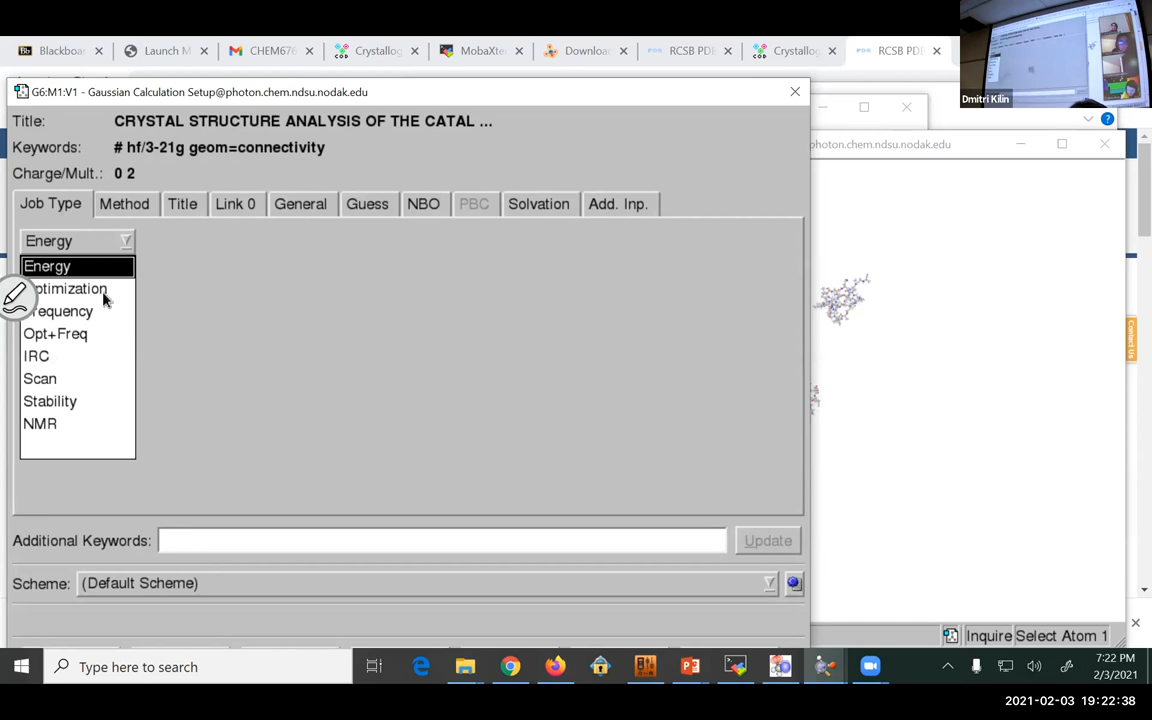 Blackboar
Launch M
CHEM676
Crystallog
MobaXte
Downloa
RCSB PD
Crystallog
RCSB PD
Dmitri Kilin
G6:M1:V1 - Gaussian Calculation Setup@photon.chem.ndsu.nodak.edu
photon.chem.ndsu.nodak.edu
Title: CRYSTAL STRUCTURE ANALYSIS OF THE CATAL ...
Keywords: # hf/3-21g geom=connectivity
Charge/Mult.: 0 2
Job Type Method Title Link 0 General Guess NBO PBC Solvation Add. Inp.
Energy
Energy
ptimization
requency
Opt+Freq
IRC
Scan
Stability
NMR
Contact Us
Additional Keywords: Update
Scheme: (Default Scheme)
Inquire Select Atom 1
Type here to search
7:22 PM
2/3/2021
2021-02-03 19:22:38